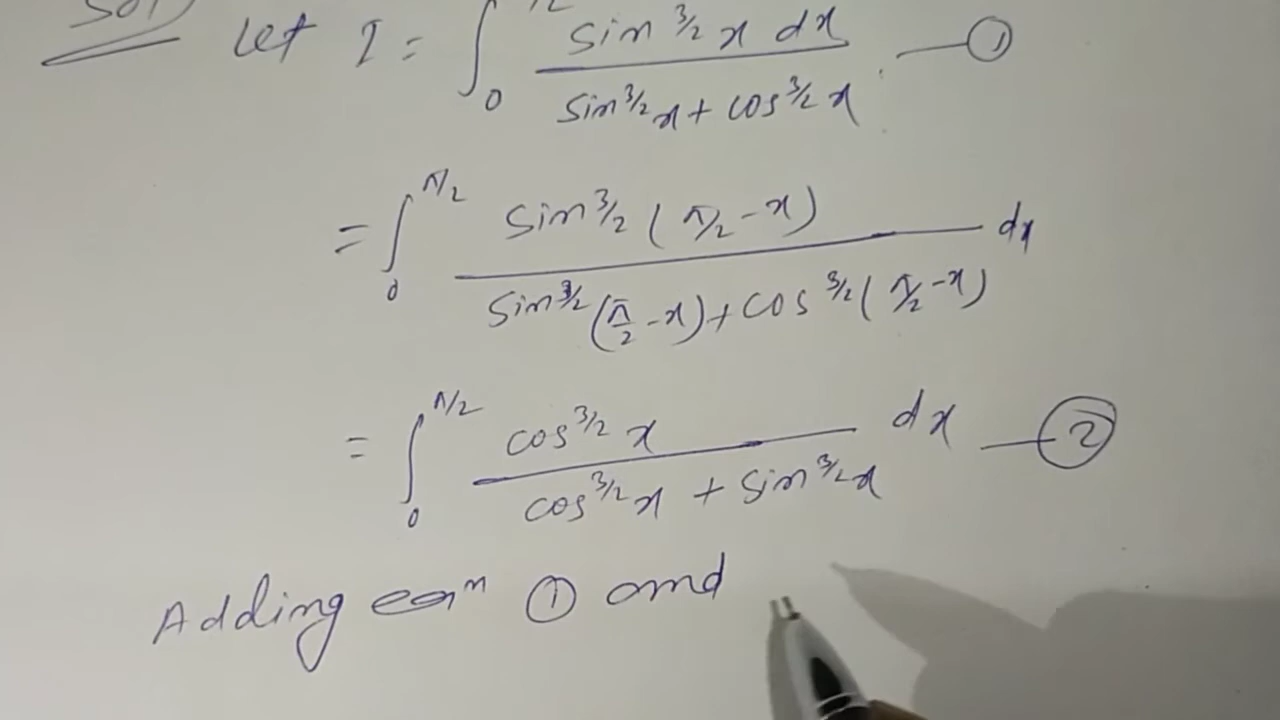 Let I = ∫₀ sin^3/2 x dx / sin^3/2 x + cos^3/2 x — ①
= ∫₀^π/2 sin^3/2 (π/2 - x) / sin^3/2 (π/2 - x) + cos^3/2 (π/2 - x) dx
= ∫₀^π/2 cos^3/2 x / cos^3/2 x + sin^3/2 x dx — ②
Adding eqⁿ ① and